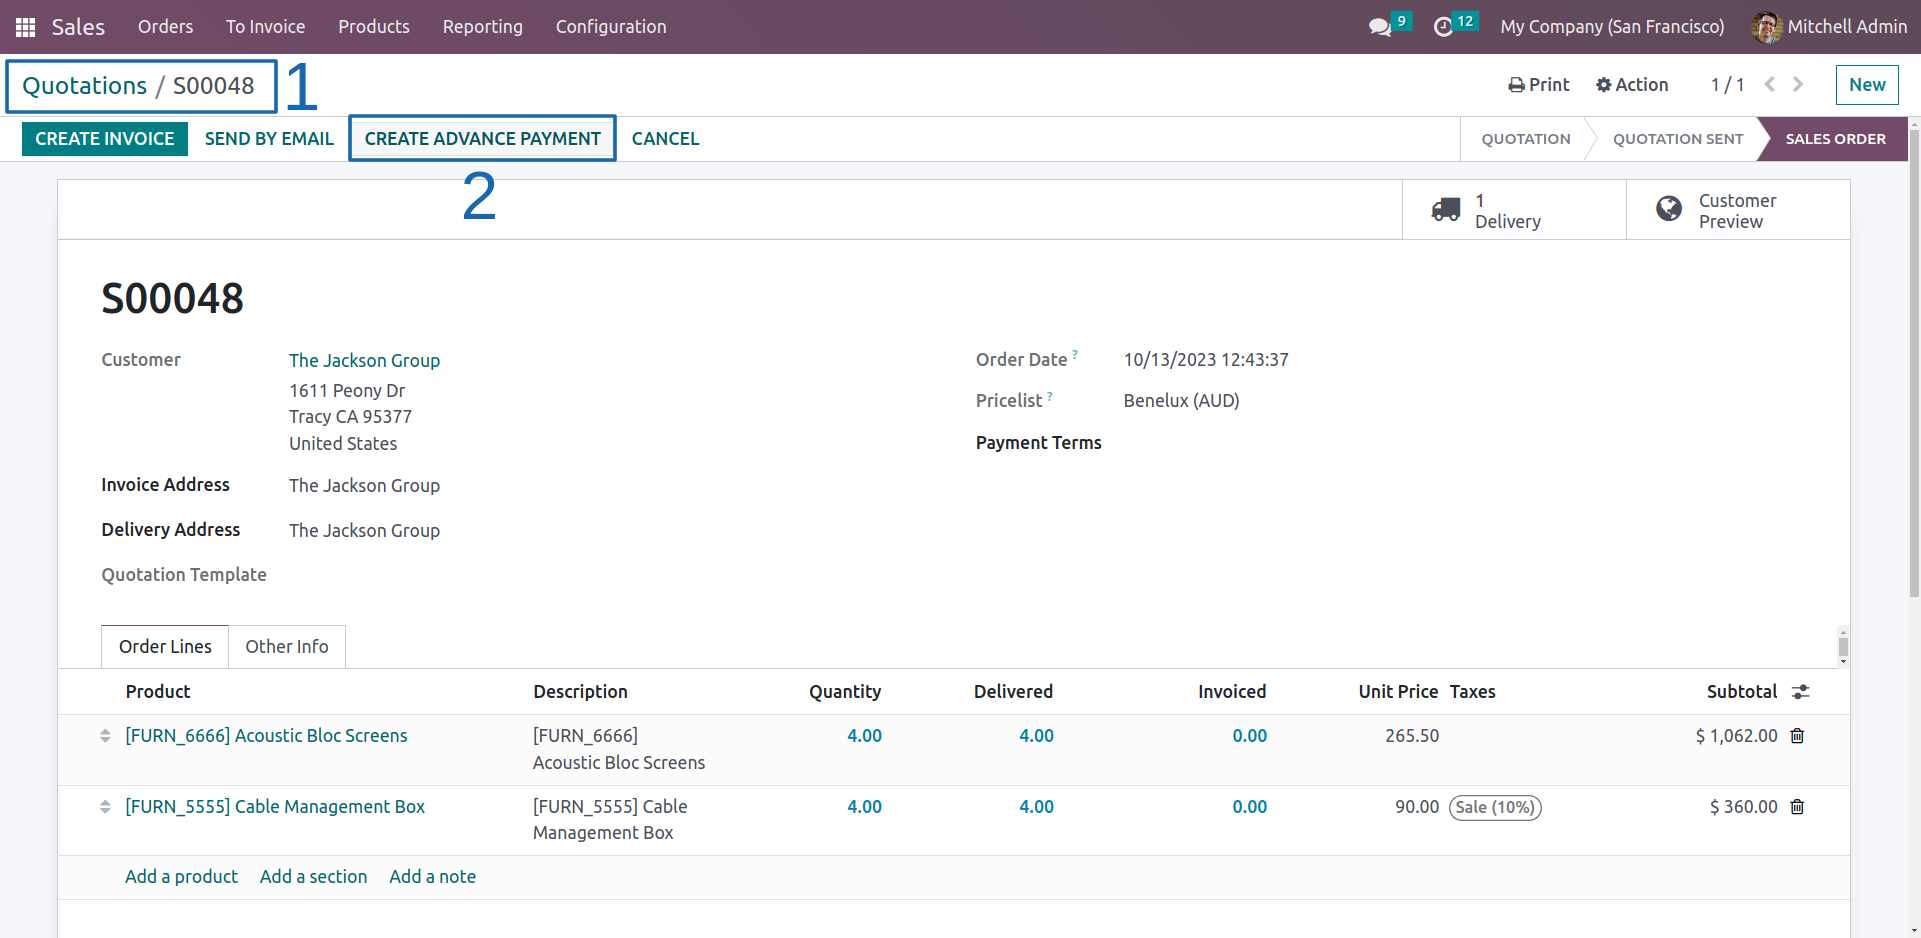 Sales Orders To Invoice Products Reporting Configuration 9 12 My Company (San Francisco) Mitchell Admin
Quotations / S00048 1 Print Action 1 / 1 New
CREATE INVOICE SEND BY EMAIL CREATE ADVANCE PAYMENT CANCEL QUOTATION QUOTATION SENT SALES ORDER
2
1
Delivery
Customer
Preview
S00048
Customer The Jackson Group
1611 Peony Dr
Tracy CA 95377
United States
Invoice Address The Jackson Group
Delivery Address The Jackson Group
Quotation Template
Order Date ? 10/13/2023 12:43:37
Pricelist ? Benelux (AUD)
Payment Terms
Order Lines Other Info
Product Description Quantity Delivered Invoiced Unit Price Taxes Subtotal
[FURN_6666] Acoustic Bloc Screens [FURN_6666] 4.00 4.00 0.00 265.50 $ 1,062.00
Acoustic Bloc Screens
[FURN_5555] Cable Management Box [FURN_5555] Cable 4.00 4.00 0.00 90.00 Sale (10%) $ 360.00
Management Box
Add a product Add a section Add a note